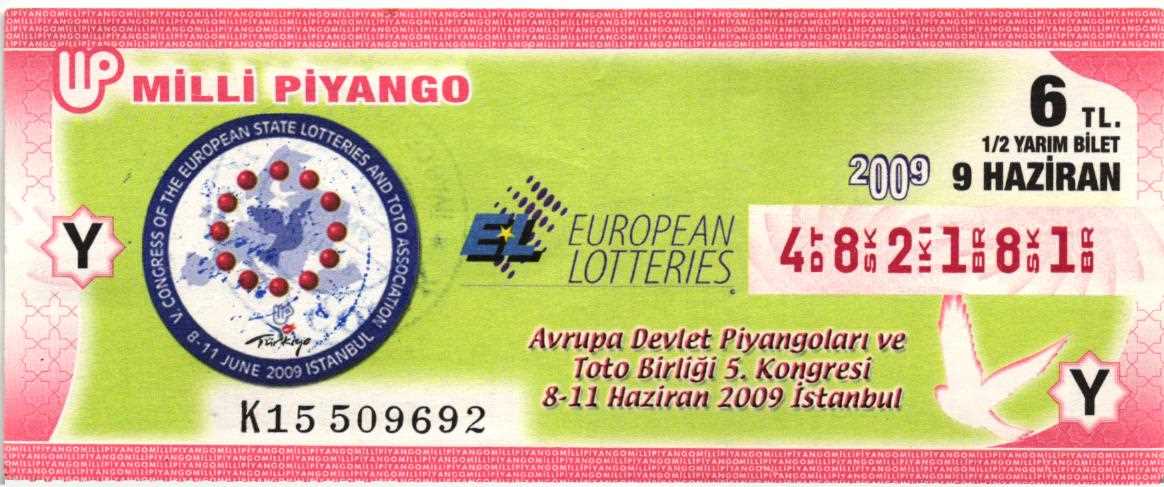 MİLLİ PİYANGO
6 TL.
1/2 YARIM BİLET
2009 9 HAZİRAN
V. CONGRESS OF THE EUROPEAN STATE LOTTERIES AND TOTO ASSOCIATION
8-11 JUNE 2009 ISTANBUL
Türkiye
EL EUROPEAN
LOTTERIES
4 DT 8 SK 2 İKİ 1 BR 8 SK 1 BR
Y
Avrupa Devlet Piyangoları ve
Toto Birliği 5. Kongresi
8-11 Haziran 2009 İstanbul
Y
K15 509692